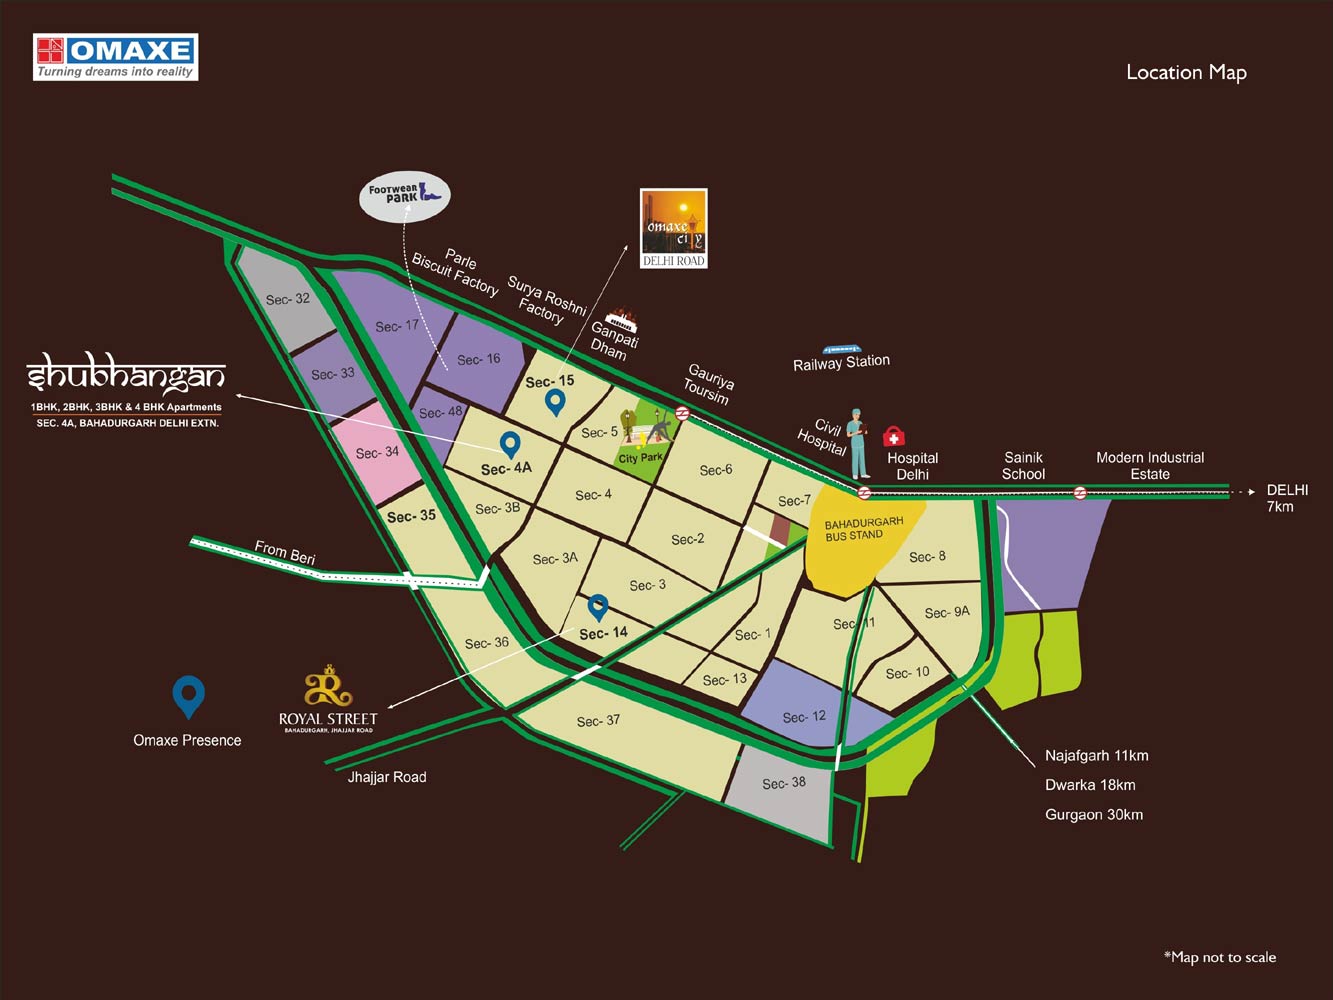 OMAXE
Turning dreams into reality
Location Map
FOOTWEAR
PARK
omaxe
city
DELHI ROAD
Parle
Biscuit Factory
Surya Roshni
Factory
Ganpati
Dham
Gauriya
Toursim
Railway Station
Civil
Hospital
Hospital
Delhi
Sainik
School
Modern Industrial
Estate
DELHI
7km
shubhangan
1BHK, 2BHK, 3BHK & 4 BHK Apartments
SEC. 4A, BAHADURGARH DELHI EXTN.
Sec- 32
Sec- 17
Sec- 16
Sec- 33
Sec- 15
Sec- 48
Sec- 5
City Park
Sec- 34
Sec- 4A
Sec-6
Sec- 35
Sec- 3B
Sec- 4
Sec-7
BAHADURGARH
BUS STAND
Sec-2
From Beri
Sec- 3A
Sec- 8
Sec- 3
Sec- 9A
Sec- 14
Sec- 1
Sec- 11
Sec- 36
Sec- 13
Sec- 10
Sec- 12
Sec- 37
Sec- 38
Omaxe Presence
R
ROYAL STREET
BAHADURGARH, JHAJJAR ROAD
Jhajjar Road
Najafgarh 11km
Dwarka 18km
Gurgaon 30km
*Map not to scale